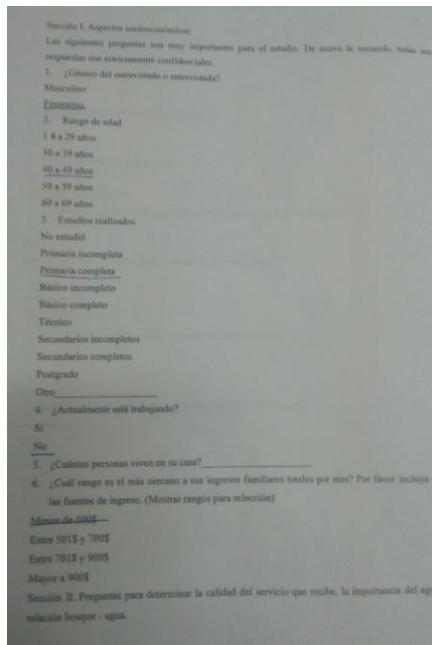 Sección I. Aspectos socioeconómicos
Las siguientes preguntas son muy importantes para el estudio. De nuevo le recuerdo, todas sus
respuestas son estrictamente confidenciales.
1. ¿Género del entrevistado o entrevistada?
Masculino
Femenino.
2. Rango de edad
1 8 a 29 años
30 a 39 años
40 a 49 años
50 a 59 años
60 a 69 años
3. Estudios realizados
No estudió
Primaria incompleta
Primaria completa
Básico incompleto
Básico completo
Técnico
Secundarios incompletos
Secundarios completos
Postgrado
Otro
4. ¿Actualmente está trabajando?
Sí
No
5. ¿Cuántas personas viven en su casa?
6. ¿Cuál rango es el más cercano a sus ingresos familiares totales por mes? Por favor incluya
las fuentes de ingreso. (Mostrar rangos para selección)
Menos de 500$
Entre 501$ y 700$
Entre 701$ y 900$
Mayor a 900$
Sección II. Preguntas para determinar la calidad del servicio que recibe, la importancia del
relación bosque - agua.